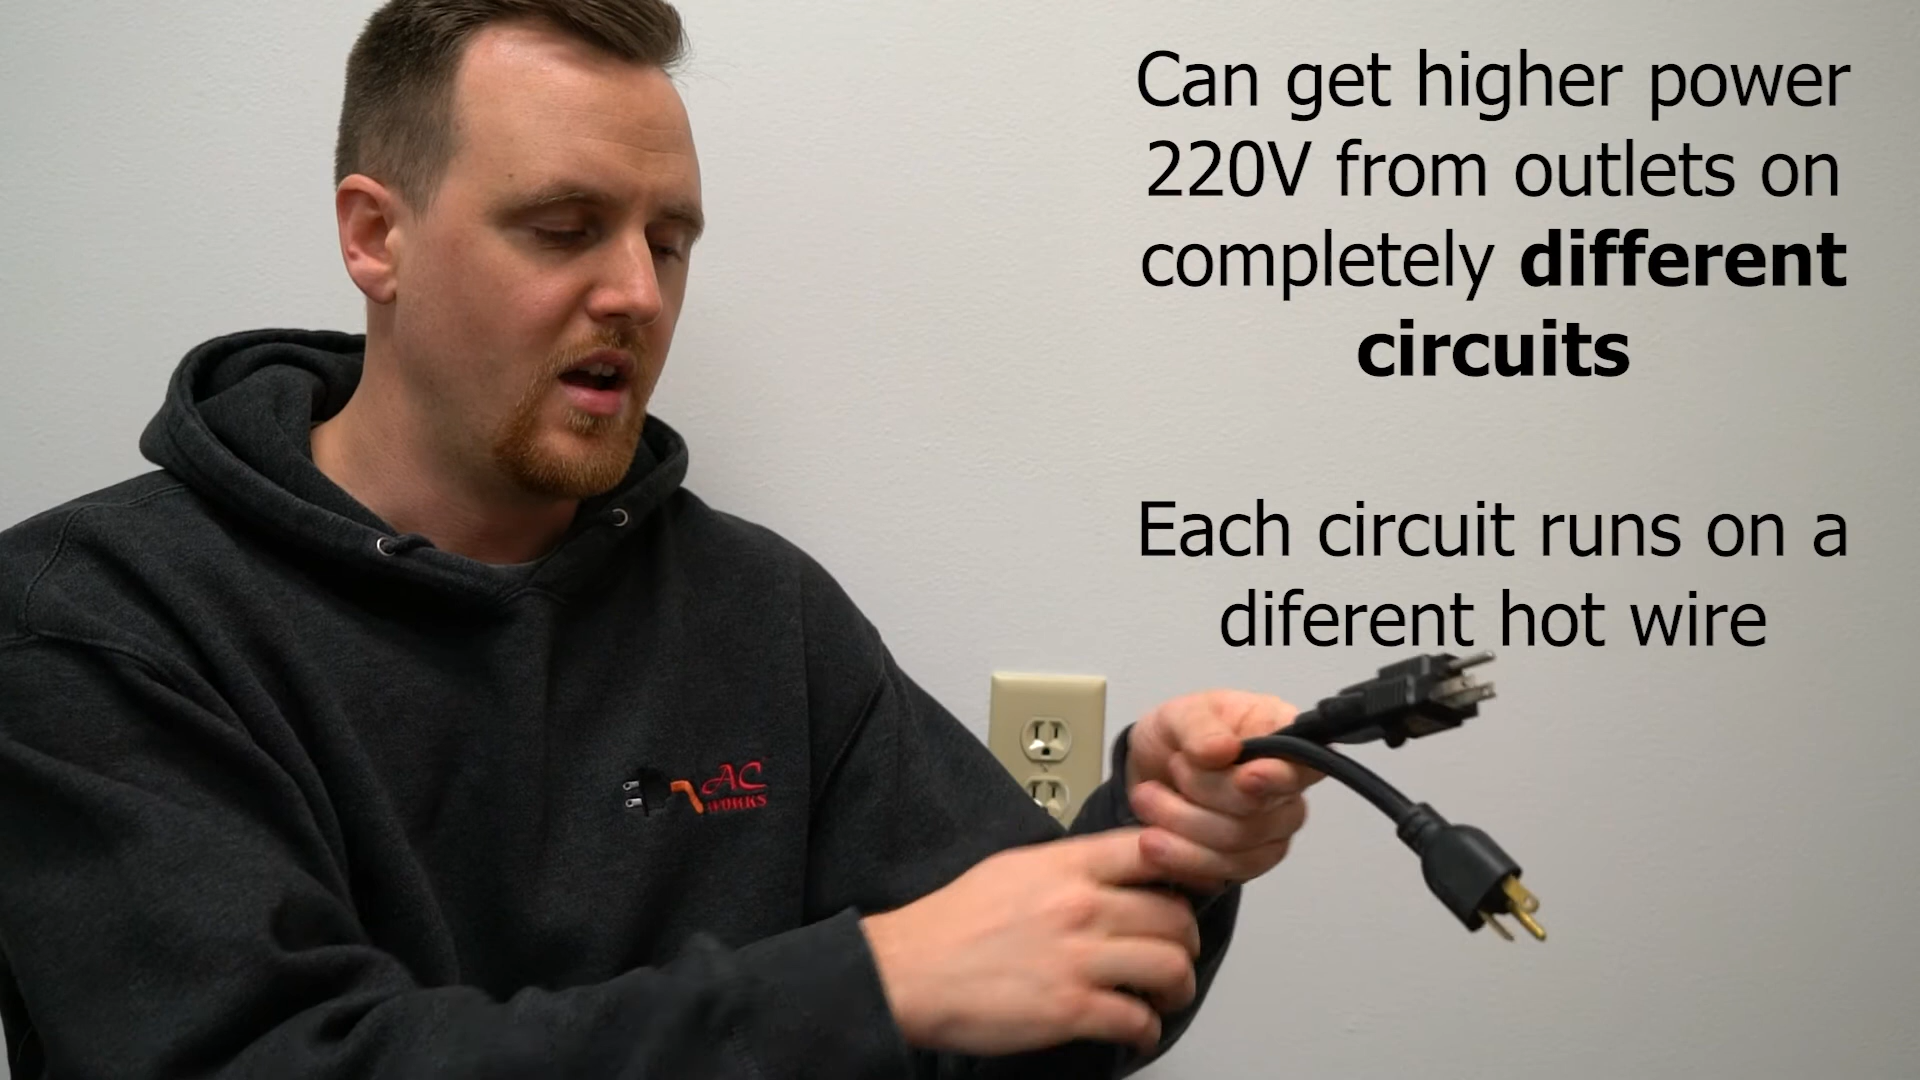 Can get higher power
220V from outlets on
completely different
circuits
Each circuit runs on a
diferent hot wire
AC
WORKS